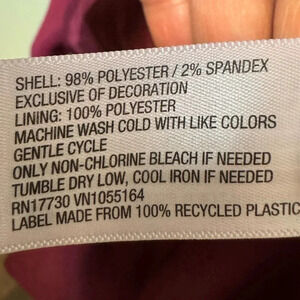 SHELL: 98% POLYESTER / 2% SPANDEX
EXCLUSIVE OF DECORATION
LINING: 100% POLYESTER
MACHINE WASH COLD WITH LIKE COLORS
GENTLE CYCLE
ONLY NON-CHLORINE BLEACH IF NEEDED
TUMBLE DRY LOW, COOL IRON IF NEEDED
RN17730 VN1055164
LABEL MADE FROM 100% RECYCLED PLASTIC